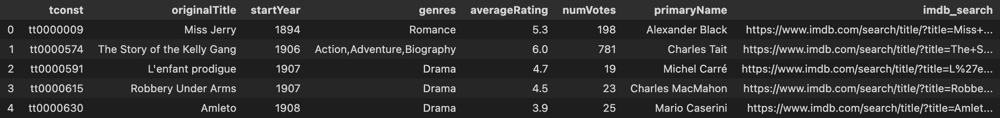 tconst originalTitle startYear genres averageRating numVotes primaryName imdb_search
0 tt0000009 Miss Jerry 1894 Romance 5.3 198 Alexander Black https://www.imdb.com/search/title/?title=Miss+...
1 tt0000574 The Story of the Kelly Gang 1906 Action,Adventure,Biography 6.0 781 Charles Tait https://www.imdb.com/search/title/?title=The+S...
2 tt0000591 L'enfant prodigue 1907 Drama 4.7 19 Michel Carré https://www.imdb.com/search/title/?title=L%27e...
3 tt0000615 Robbery Under Arms 1907 Drama 4.5 23 Charles MacMahon https://www.imdb.com/search/title/?title=Robbe...
4 tt0000630 Amleto 1908 Drama 3.9 25 Mario Caserini https://www.imdb.com/search/title/?title=Amlet...